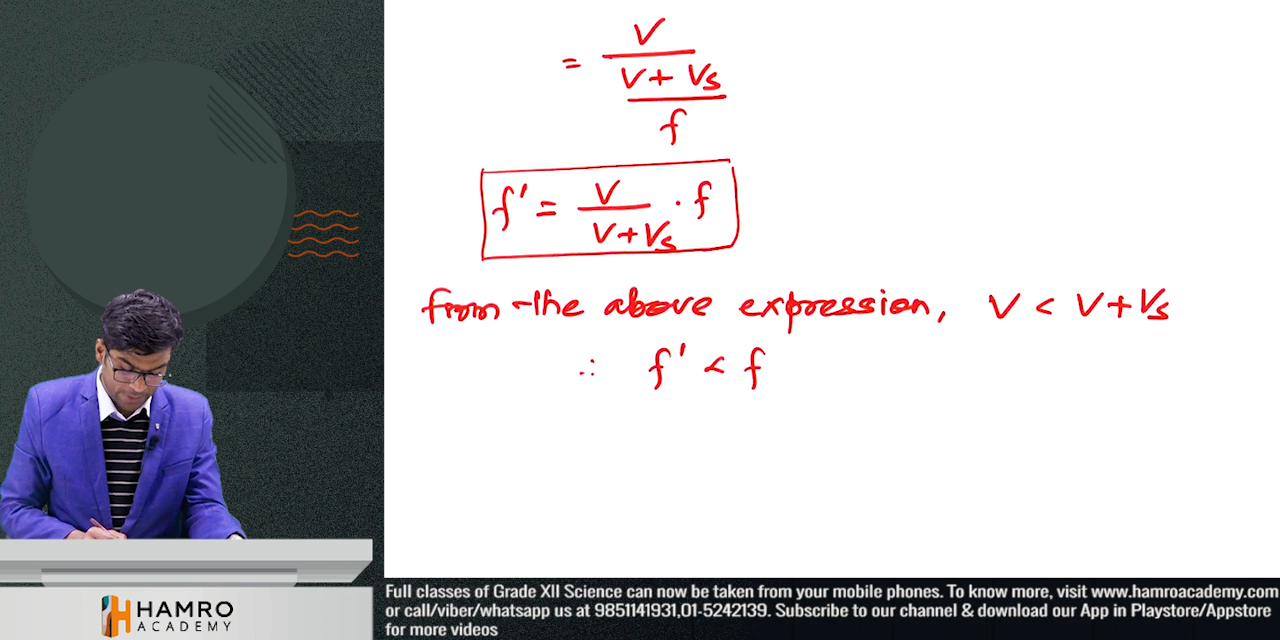 = V / (V + Vs / f)
f' = V / V+Vs · f
from the above expression, V < V+Vs
∴ f' < f
HAMRO
ACADEMY
Full classes of Grade XII Science can now be taken from your mobile phones. To know more, visit www.hamroacademy.com
or call/viber/whatsapp us at 9851141931,01-5242139. Subscribe to our channel & download our App in Playstore/Appstore
for more videos